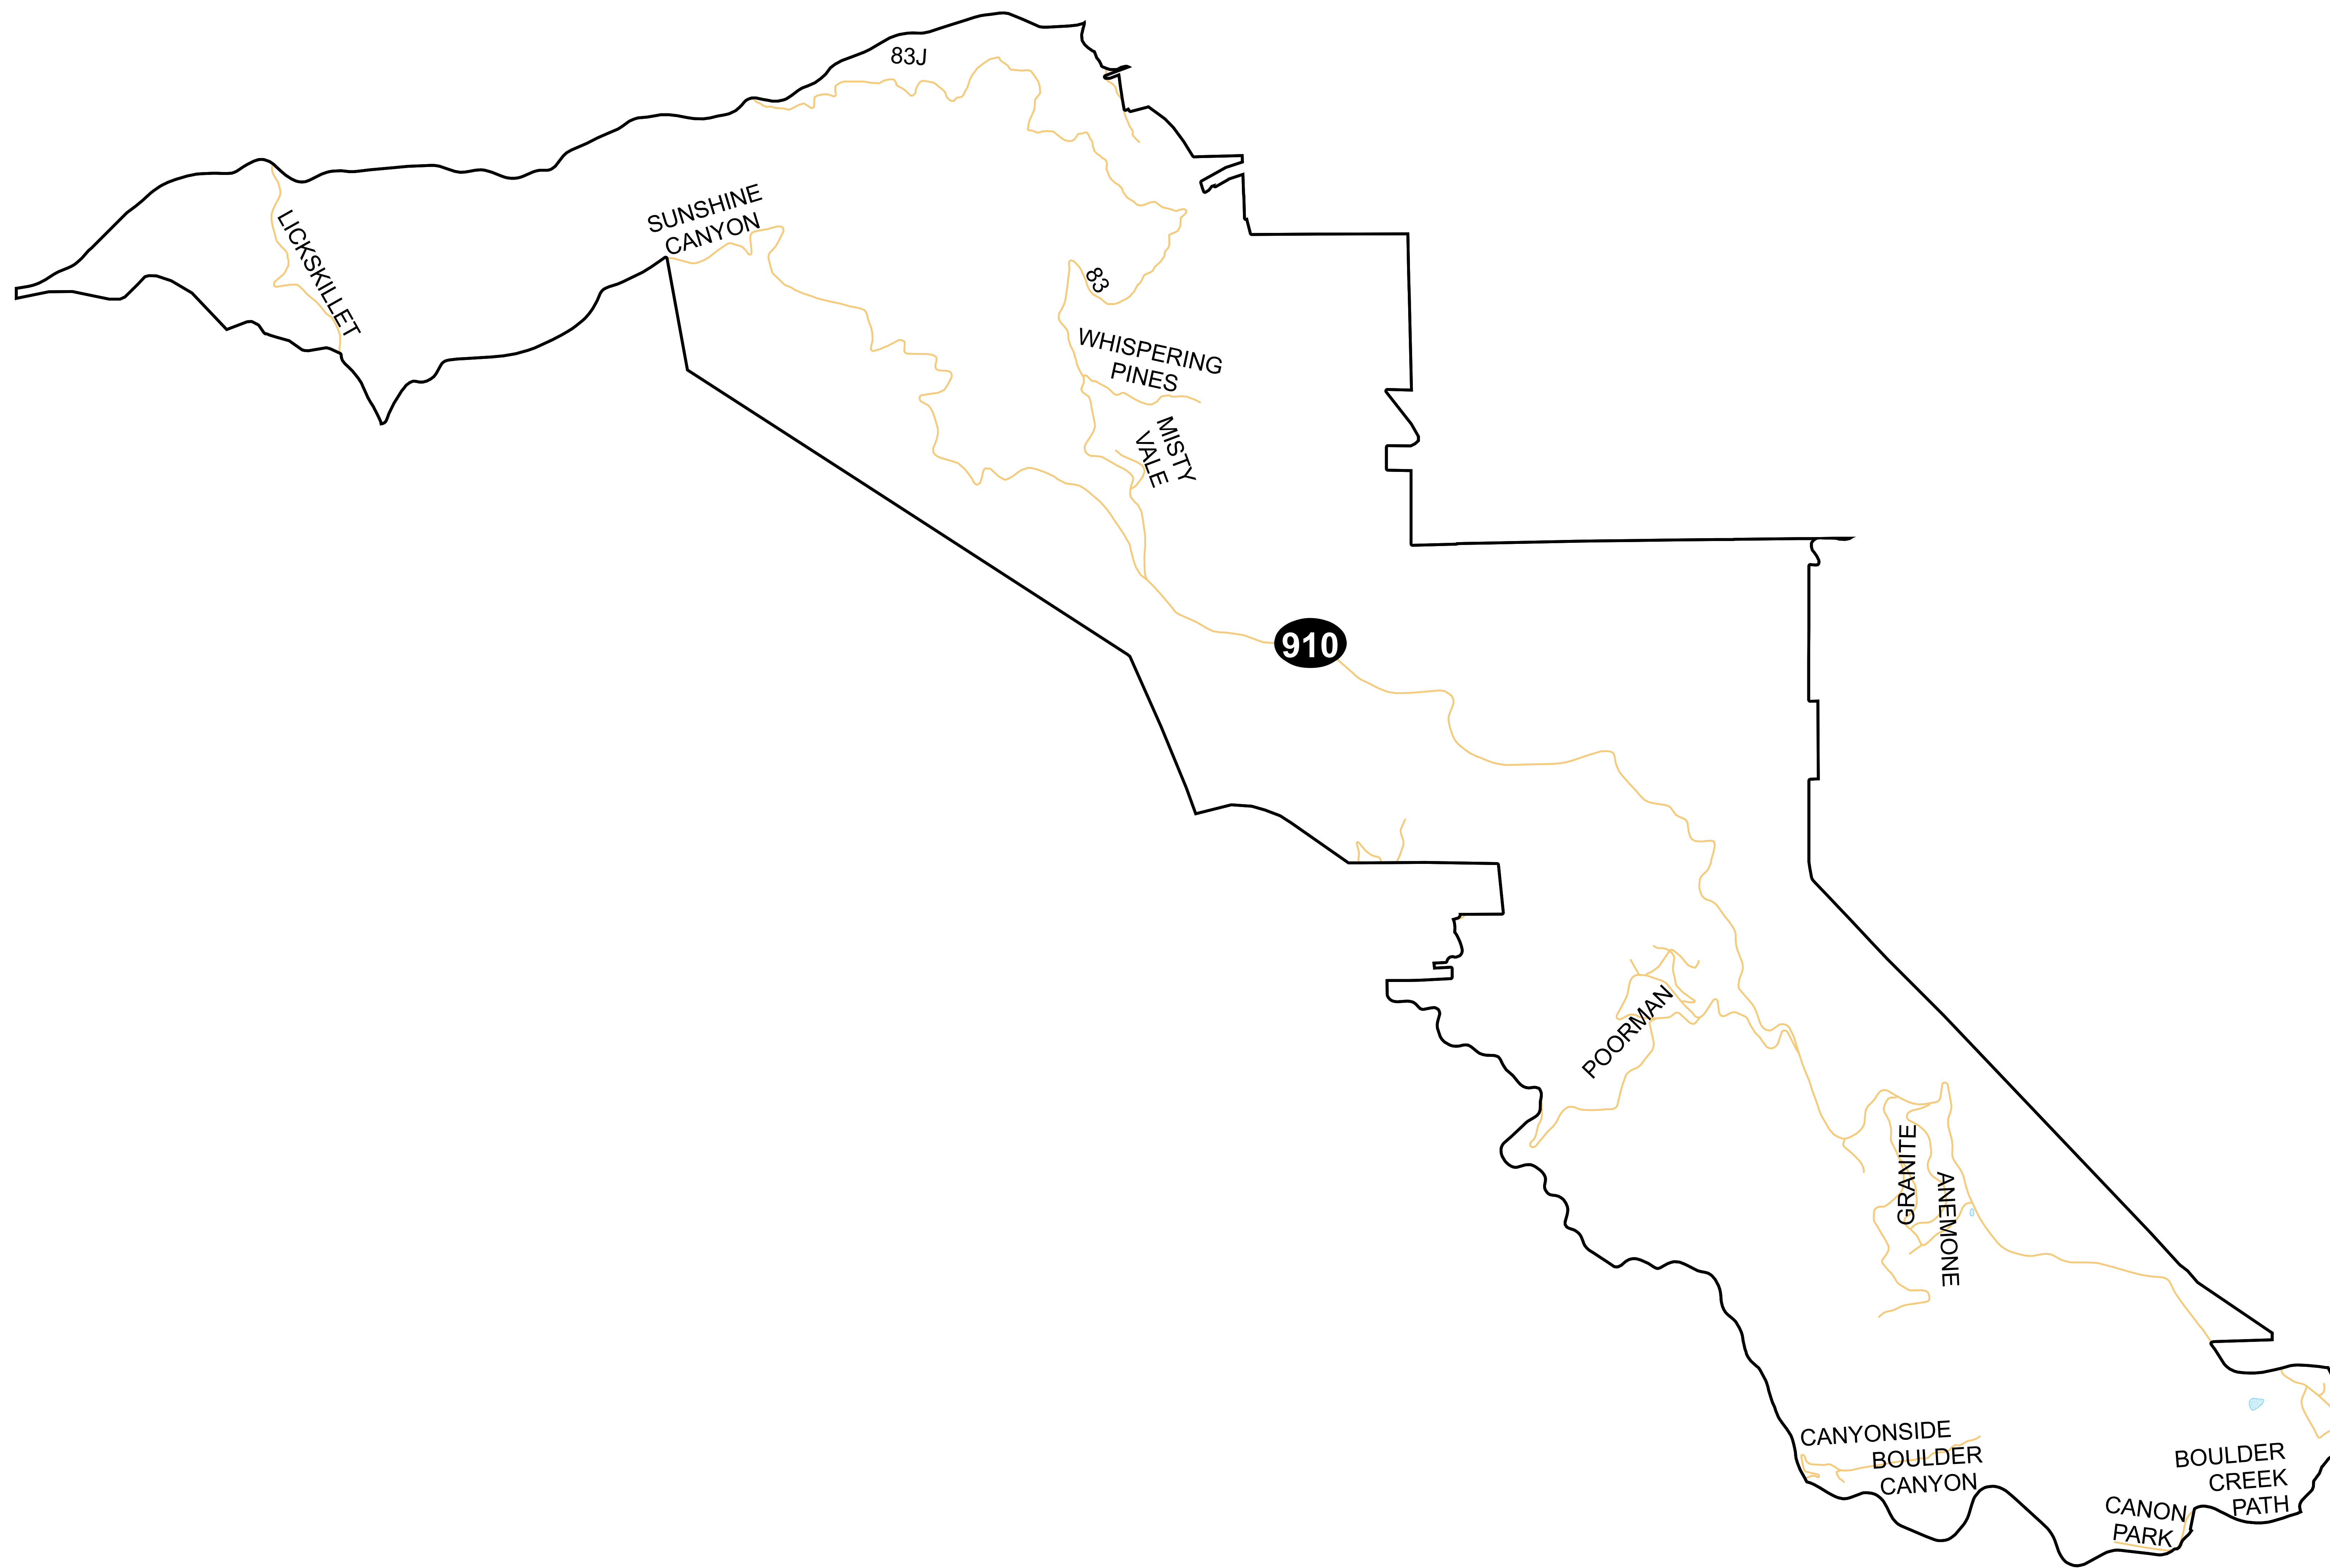 83J
SUNSHINE
CANYON
LICKSKILLET
83
WHISPERING
PINES
MISTY
VALE
910
POORMAN
GRANITE
ANEMONE
CANYONSIDE
BOULDER
CANYON
BOULDER
CREEK
PATH
CANON
PARK